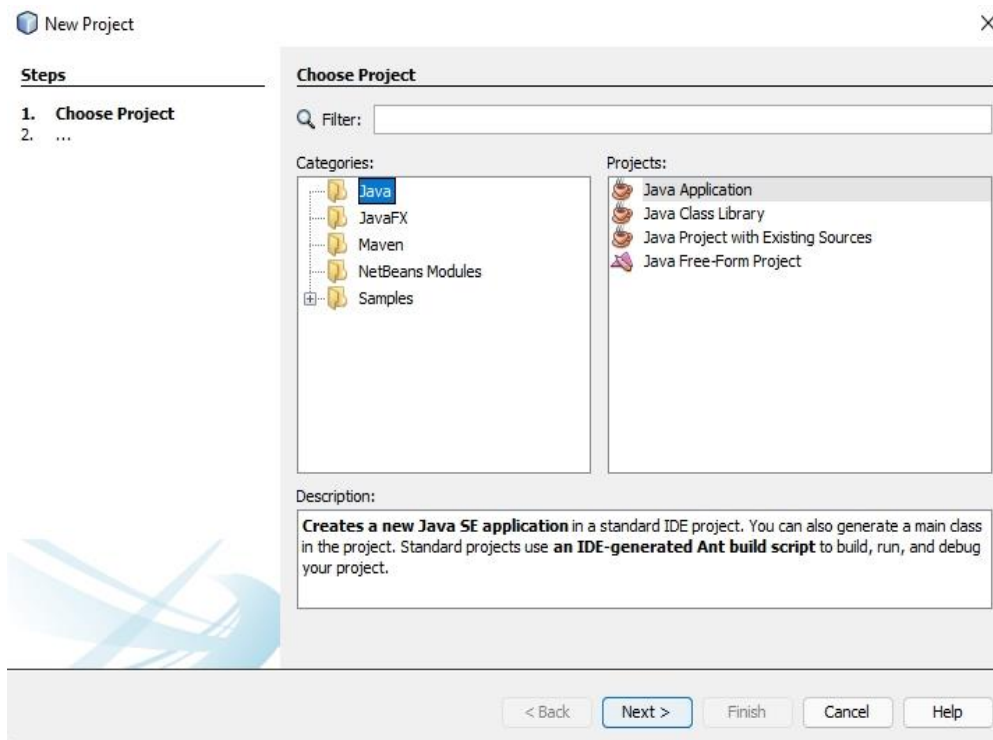 New Project
Steps
1. Choose Project
2. ...
Choose Project
Filter:
Categories:
Java
JavaFX
Maven
NetBeans Modules
Samples
Projects:
Java Application
Java Class Library
Java Project with Existing Sources
Java Free-Form Project
Description:
Creates a new Java SE application in a standard IDE project. You can also generate a main class
in the project. Standard projects use an IDE-generated Ant build script to build, run, and debug
your project.
< Back Next > Finish Cancel Help